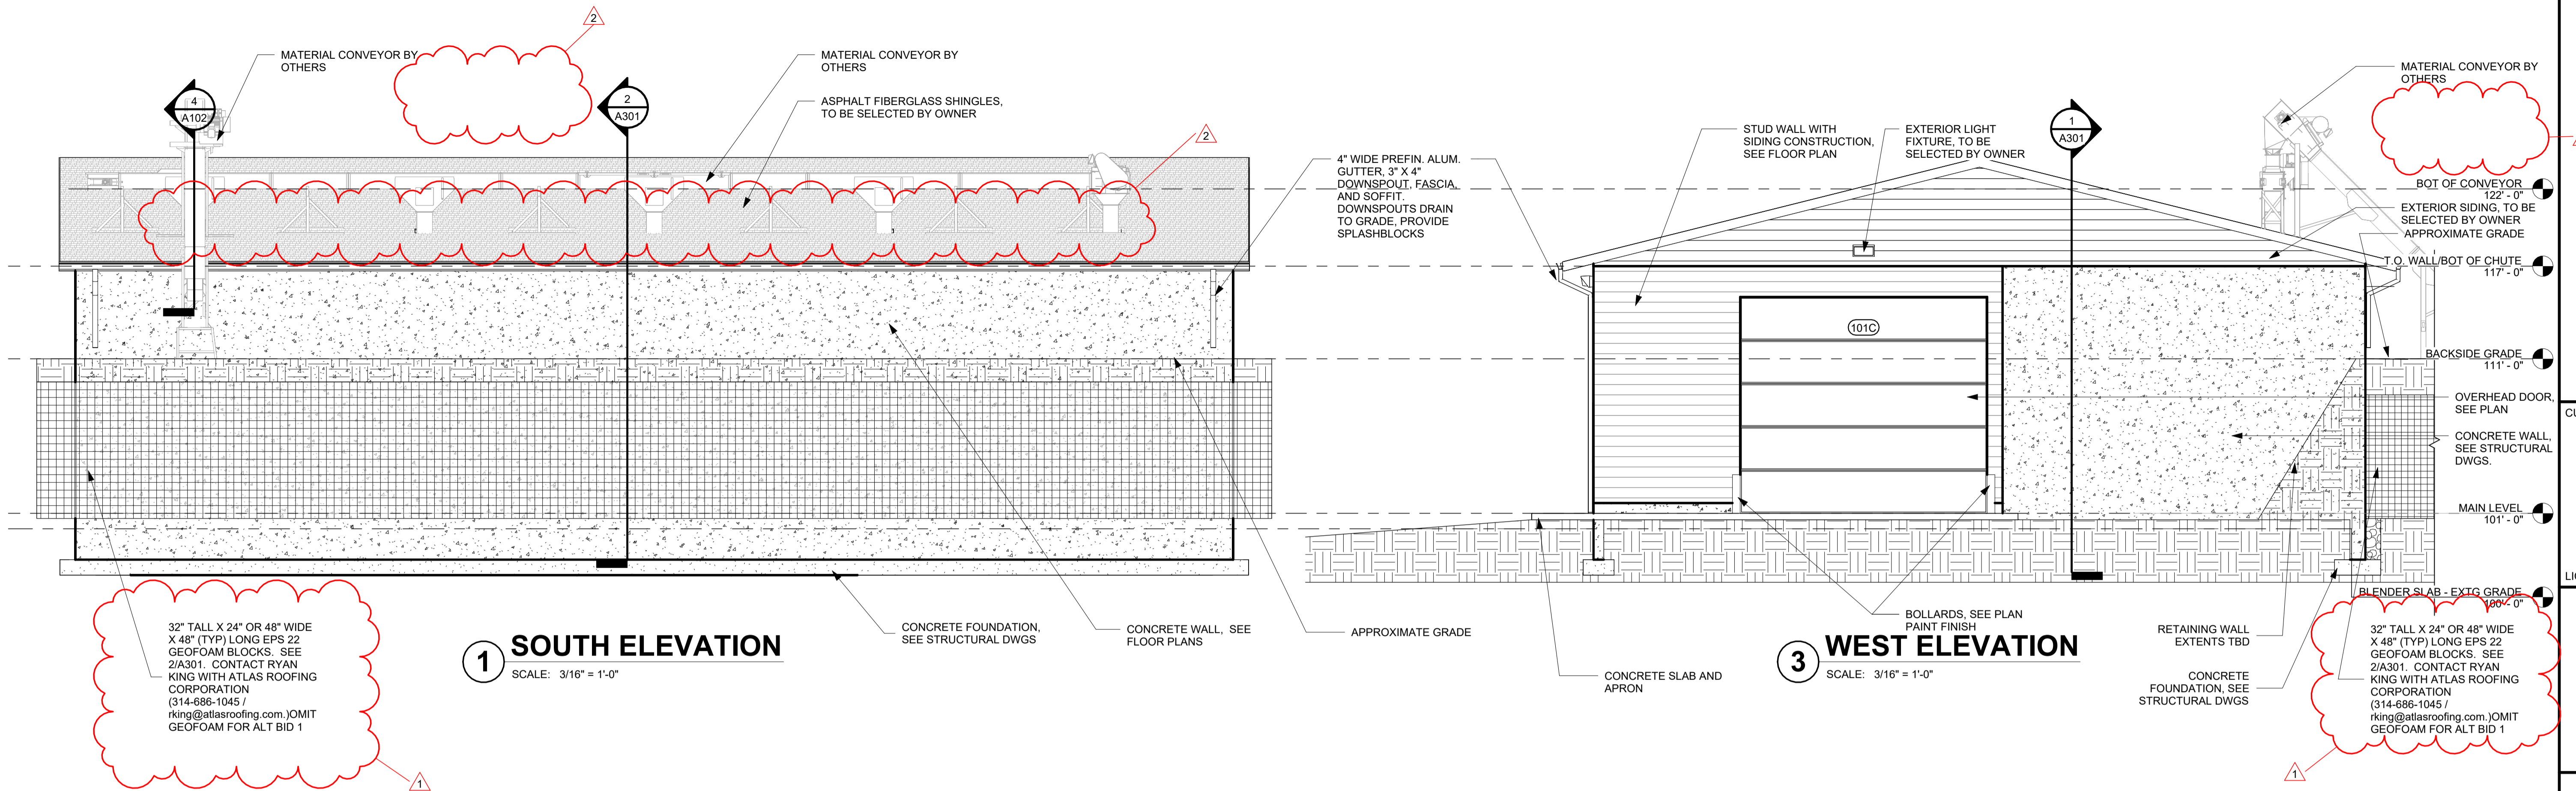 2
MATERIAL CONVEYOR BY
OTHERS
4
A102
2
A301
MATERIAL CONVEYOR BY
OTHERS
ASPHALT FIBERGLASS SHINGLES,
TO BE SELECTED BY OWNER
2
4" WIDE PREFIN. ALUM.
GUTTER, 3" X 4"
DOWNSPOUT, FASCIA,
AND SOFFIT.
DOWNSPOUTS DRAIN
TO GRADE, PROVIDE
SPLASHBLOCKS
32" TALL X 24" OR 48" WIDE
X 48" (TYP) LONG EPS 22
GEOFOAM BLOCKS. SEE
2/A301. CONTACT RYAN
KING WITH ATLAS ROOFING
CORPORATION
(314-686-1045 /
rking@atlasroofing.com.)OMIT
GEOFOAM FOR ALT BID 1
1
1
SOUTH ELEVATION
SCALE: 3/16" = 1'-0"
CONCRETE FOUNDATION,
SEE STRUCTURAL DWGS
CONCRETE WALL, SEE
FLOOR PLANS
APPROXIMATE GRADE
STUD WALL WITH
SIDING CONSTRUCTION,
SEE FLOOR PLAN
EXTERIOR LIGHT
FIXTURE, TO BE
SELECTED BY OWNER
1
A301
MATERIAL CONVEYOR BY
OTHERS
BOT OF CONVEYOR
122' - 0"
EXTERIOR SIDING, TO BE
SELECTED BY OWNER
APPROXIMATE GRADE
T.O. WALL/BOT OF CHUTE
117' - 0"
101C
BACKSIDE GRADE
111' - 0"
OVERHEAD DOOR,
SEE PLAN
CONCRETE WALL,
SEE STRUCTURAL
DWGS.
MAIN LEVEL
101' - 0"
BLENDER SLAB - EXTG GRADE
100' - 0"
BOLLARDS, SEE PLAN
PAINT FINISH
CONCRETE SLAB AND
APRON
3
WEST ELEVATION
SCALE: 3/16" = 1'-0"
RETAINING WALL
EXTENTS TBD
CONCRETE
FOUNDATION, SEE
STRUCTURAL DWGS
32" TALL X 24" OR 48" WIDE
X 48" (TYP) LONG EPS 22
GEOFOAM BLOCKS. SEE
2/A301. CONTACT RYAN
KING WITH ATLAS ROOFING
CORPORATION
(314-686-1045 /
rking@atlasroofing.com.)OMIT
GEOFOAM FOR ALT BID 1
1